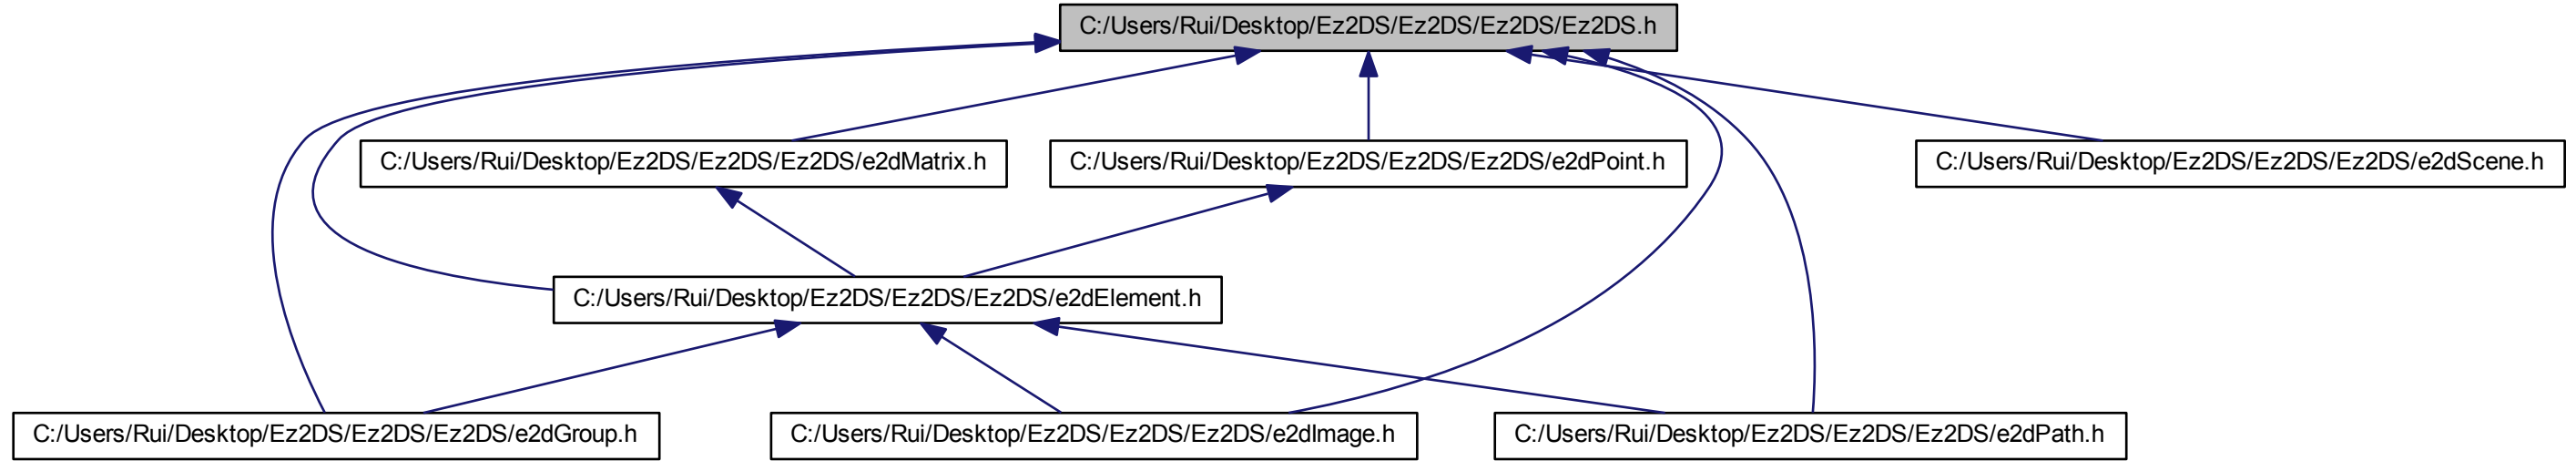 C:/Users/Rui/Desktop/Ez2DS/Ez2DS/Ez2DS/Ez2DS.h
C:/Users/Rui/Desktop/Ez2DS/Ez2DS/Ez2DS/e2dMatrix.h
C:/Users/Rui/Desktop/Ez2DS/Ez2DS/Ez2DS/e2dPoint.h
C:/Users/Rui/Desktop/Ez2DS/Ez2DS/Ez2DS/e2dScene.h
C:/Users/Rui/Desktop/Ez2DS/Ez2DS/Ez2DS/e2dElement.h
C:/Users/Rui/Desktop/Ez2DS/Ez2DS/Ez2DS/e2dGroup.h
C:/Users/Rui/Desktop/Ez2DS/Ez2DS/Ez2DS/e2dImage.h
C:/Users/Rui/Desktop/Ez2DS/Ez2DS/Ez2DS/e2dPath.h